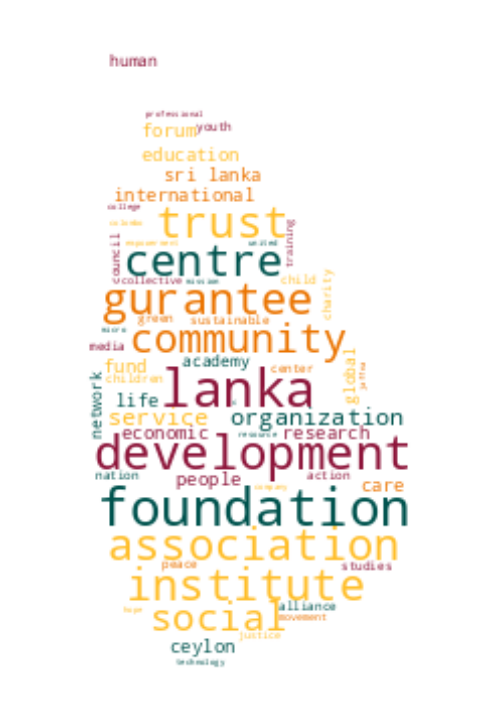 human
professional
forum youth
education
sri lanka
international
college
trust
colombo
training
council
empowerment united
centre
collective mission child
charity
gurantee
green sustainable
micro
community
media
academy
global
fund center
jaffna
children
network
lanka
life
service organization
economic resource research
development
nation people action
company care
foundation
association
peace studies
institute
hope alliance
social movement
justice
ceylon
technology